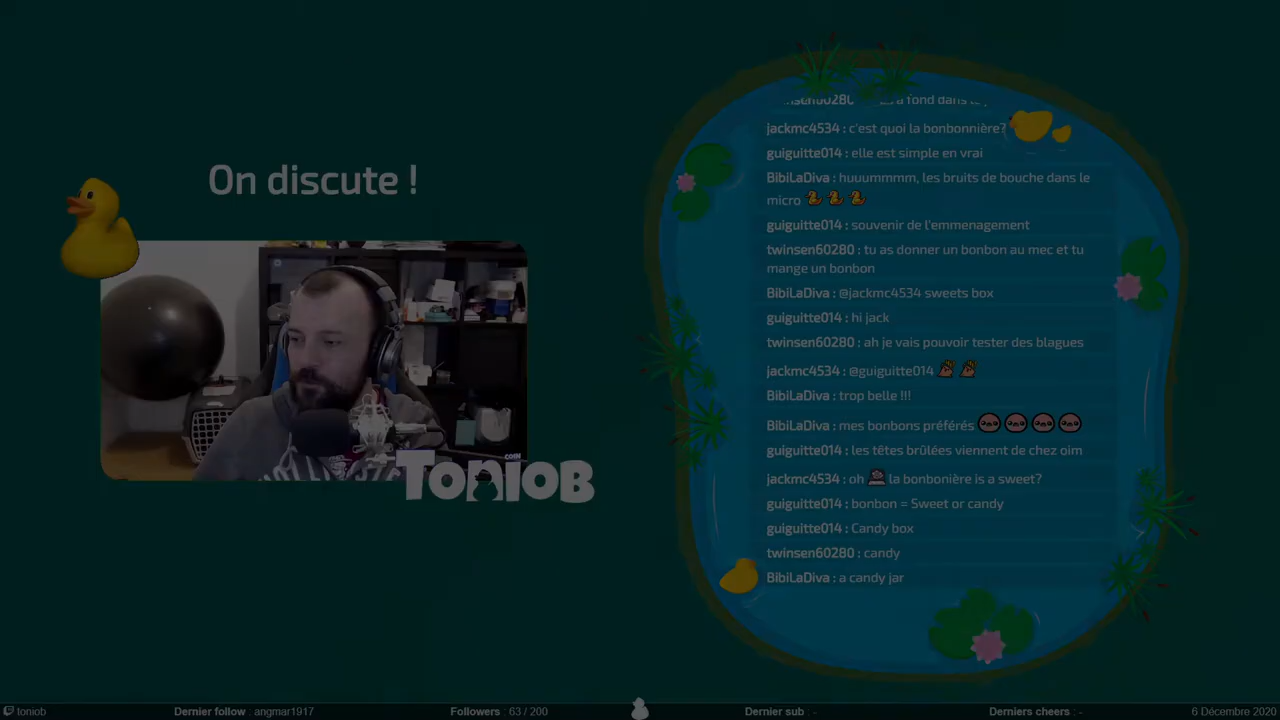 On discute !
COIN
TONIOB
à fond dans
jackmc4534 : c'est quoi la bonbonnière?
guiguitte014 : elle est simple en vrai
BibiLaDiva : huuummmm, les bruits de bouche dans le
micro
guiguitte014 : souvenir de l'emmenagement
twinsen60280 : tu as donner un bonbon au mec et tu
mange un bonbon
BibiLaDiva : @jackmc4534 sweets box
guiguitte014 : hi jack
twinsen60280 : ah je vais pouvoir tester des blagues
jackmc4534 : @guiguitte014
BibiLaDiva : trop belle !!!
BibiLaDiva : mes bonbons préférés
guiguitte014 : les têtes brûlées viennent de chez oim
jackmc4534 : oh la bonbonière is a sweet?
guiguitte014 : bonbon = Sweet or candy
guiguitte014 : Candy box
twinsen60280 : candy
BibiLaDiva : a candy jar
toniob Dernier follow : angmar1917 Followers : 63 / 200 Dernier sub : - Derniers cheers : - 6 Décembre 2020